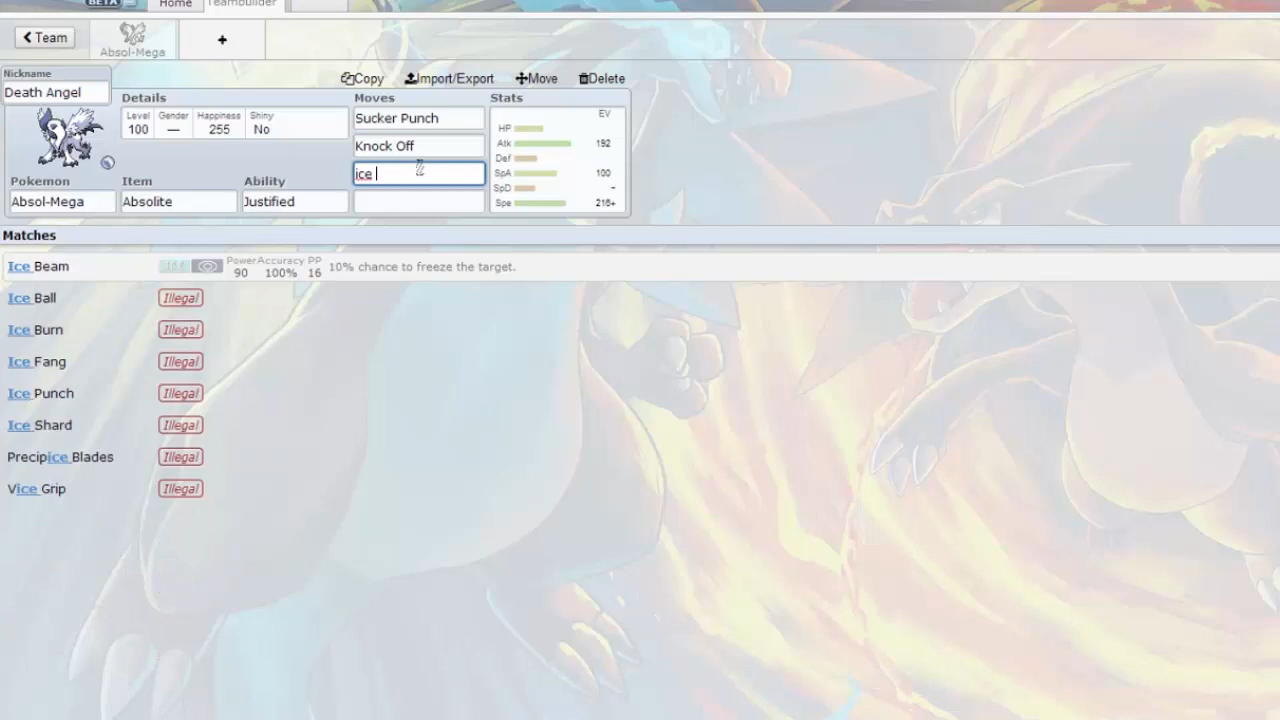 BETA Home Teambuilder
Team
Absol-Mega
+
Nickname
Death Angel
Copy Import/Export Move Delete
Details
Level Gender Happiness Shiny
100 — 255 No
Moves
Sucker Punch
Knock Off
ice
Stats
EV
HP
Atk 192
Def
SpA 100
SpD –
Spe 216+
Pokemon Item Ability
Absol-Mega Absolite Justified
Matches
Ice Beam Power 90 Accuracy 100% PP 16 10% chance to freeze the target.
Ice Ball Illegal
Ice Burn Illegal
Ice Fang Illegal
Ice Punch Illegal
Ice Shard Illegal
Precipice Blades Illegal
Vice Grip Illegal